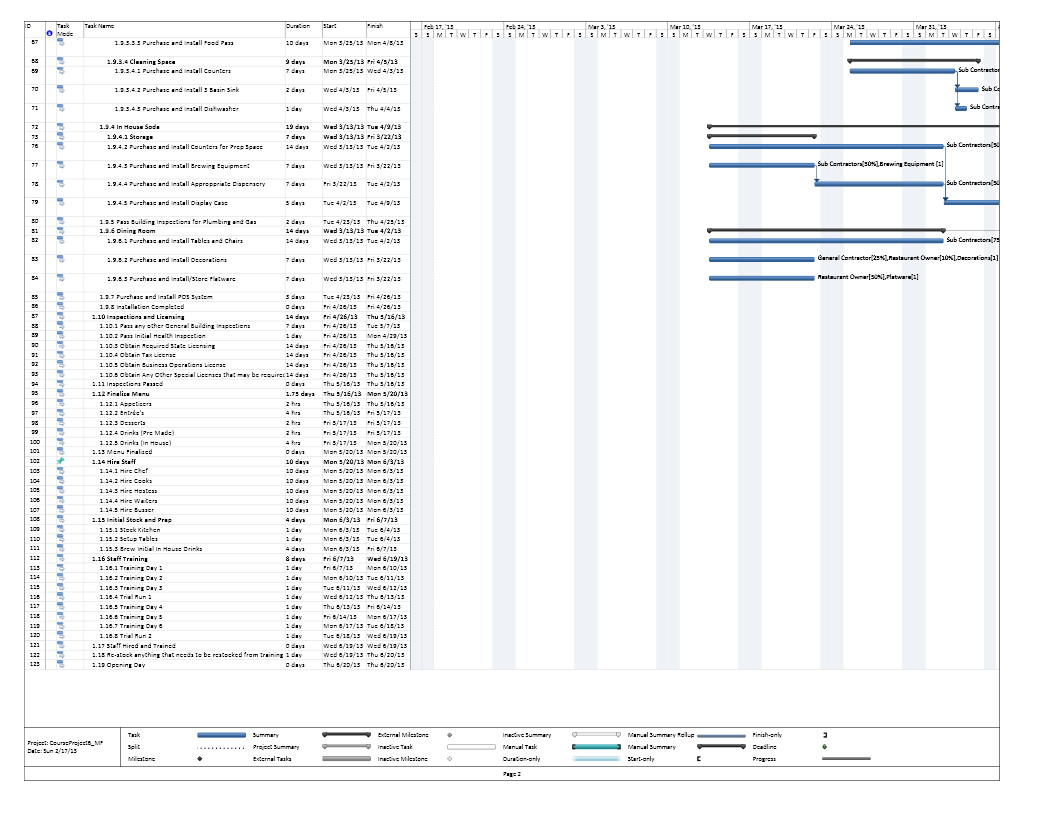 ID Task Mode Task Name Duration Start Finish Feb 17, '13 Feb 24, '13 Mar 3, '13 Mar 10, '13 Mar 17, '13 Mar 24, '13 Mar 31, '13
S S M T W T F S S M T W T F S S M T W T F S S M T W T F S S M T W T F S S M T W T F S S M T W T F S
67 1.9.3.3.3 Purchase and Install Food Pass 10 days Mon 3/25/13 Mon 4/8/13
68 1.9.3.4 Cleaning Space 9 days Mon 3/25/13 Fri 4/5/13
69 1.9.3.4.1 Purchase and Install Counters 7 days Mon 3/25/13 Wed 4/3/13 Sub Contractor
70 1.9.3.4.2 Purchase and Install 3 Basin Sink 2 days Wed 4/3/13 Fri 4/5/13 Sub Co
71 1.9.3.4.3 Purchase and Install Dishwasher 1 day Wed 4/3/13 Thu 4/4/13 Sub Contra
72 1.9.4 In House Soda 19 days Wed 3/13/13 Tue 4/9/13
73 1.9.4.1 Storage 7 days Wed 3/13/13 Fri 3/22/13
76 1.9.4.2 Purchase and Install Counters for Prep Space 14 days Wed 3/13/13 Tue 4/2/13 Sub Contractors[50
77 1.9.4.3 Purchase and Install Brewing Equipment 7 days Wed 3/13/13 Fri 3/22/13 Sub Contractors[50%],Brewing Equipment [1]
78 1.9.4.4 Purchase and Install Appropriate Dispensery 7 days Fri 3/22/13 Tue 4/2/13 Sub Contractors[50
79 1.9.4.5 Purchase and Install Display Case 5 days Tue 4/2/13 Tue 4/9/13
80 1.9.5 Pass Building Inspections for Plumbing and Gas 2 days Tue 4/23/13 Thu 4/25/13
81 1.9.6 Dining Room 14 days Wed 3/13/13 Tue 4/2/13
82 1.9.6.1 Purchase and Install Tables and Chairs 14 days Wed 3/13/13 Tue 4/2/13 Sub Contractors[75
83 1.9.6.2 Purchase and Install Decorations 7 days Wed 3/13/13 Fri 3/22/13 General Contractor[25%],Restaurant Owner[10%],Decorations[1]
84 1.9.6.3 Purchase and Install/Store Flatware 7 days Wed 3/13/13 Fri 3/22/13 Restaurant Owner[50%],Flatware[1]
85 1.9.7 Purchase and Install POS System 3 days Tue 4/23/13 Fri 4/26/13
86 1.9.8 Installation Completed 0 days Fri 4/26/13 Fri 4/26/13
87 1.10 Inspections and Licensing 14 days Fri 4/26/13 Thu 5/16/13
88 1.10.1 Pass any other General Building Inspections 7 days Fri 4/26/13 Tue 5/7/13
89 1.10.2 Pass Initial Health Inspection 1 day Fri 4/26/13 Mon 4/29/13
90 1.10.3 Obtain Required State Licensing 14 days Fri 4/26/13 Thu 5/16/13
91 1.10.4 Obtain Tax License 14 days Fri 4/26/13 Thu 5/16/13
92 1.10.5 Obtain Business Operations License 14 days Fri 4/26/13 Thu 5/16/13
93 1.10.6 Obtain Any Other Special Licenses that may be required 14 days Fri 4/26/13 Thu 5/16/13
94 1.11 Inspections Passed 0 days Thu 5/16/13 Thu 5/16/13
95 1.12 Finalize Menu 1.75 days Thu 5/16/13 Mon 5/20/13
96 1.12.1 Appetizers 2 hrs Thu 5/16/13 Thu 5/16/13
97 1.12.2 Entrée's 4 hrs Thu 5/16/13 Fri 5/17/13
98 1.12.3 Desserts 2 hrs Fri 5/17/13 Fri 5/17/13
99 1.12.4 Drinks (Pre Made) 2 hrs Fri 5/17/13 Fri 5/17/13
100 1.12.5 Drinks (In House) 4 hrs Fri 5/17/13 Mon 5/20/13
101 1.13 Menu Finalized 0 days Mon 5/20/13 Mon 5/20/13
102 1.14 Hire Staff 10 days Mon 5/20/13 Mon 6/3/13
103 1.14.1 Hire Chef 10 days Mon 5/20/13 Mon 6/3/13
104 1.14.2 Hire Cooks 10 days Mon 5/20/13 Mon 6/3/13
105 1.14.3 Hire Hostess 10 days Mon 5/20/13 Mon 6/3/13
106 1.14.4 Hire Waiters 10 days Mon 5/20/13 Mon 6/3/13
107 1.14.5 Hire Busser 10 days Mon 5/20/13 Mon 6/3/13
108 1.15 Initial Stock and Prep 4 days Mon 6/3/13 Fri 6/7/13
109 1.15.1 Stock Kitchen 1 day Mon 6/3/13 Tue 6/4/13
110 1.15.2 Setup Tables 1 day Mon 6/3/13 Tue 6/4/13
111 1.15.3 Brew Initial In House Drinks 4 days Mon 6/3/13 Fri 6/7/13
112 1.16 Staff Training 8 days Fri 6/7/13 Wed 6/19/13
113 1.16.1 Training Day 1 1 day Fri 6/7/13 Mon 6/10/13
114 1.16.2 Training Day 2 1 day Mon 6/10/13 Tue 6/11/13
115 1.16.3 Training Day 3 1 day Tue 6/11/13 Wed 6/12/13
116 1.16.4 Trial Run 1 1 day Wed 6/12/13 Thu 6/13/13
117 1.16.5 Training Day 4 1 day Thu 6/13/13 Fri 6/14/13
118 1.16.6 Training Day 5 1 day Fri 6/14/13 Mon 6/17/13
119 1.16.7 Training Day 6 1 day Mon 6/17/13 Tue 6/18/13
120 1.16.8 Trial Run 2 1 day Tue 6/18/13 Wed 6/19/13
121 1.17 Staff Hired and Trained 0 days Wed 6/19/13 Wed 6/19/13
122 1.18 Re-stock anything that needs to be restocked from training 1 day Wed 6/19/13 Thu 6/20/13
123 1.19 Opening Day 0 days Thu 6/20/13 Thu 6/20/13
Project: CourseProject6_MF
Date: Sun 2/17/13
Task Summary External Milestone Inactive Summary Manual Summary Rollup Finish-only
Split Project Summary Inactive Task Manual Task Manual Summary Deadline
Milestone External Tasks Inactive Milestone Duration-only Start-only Progress
Page 2